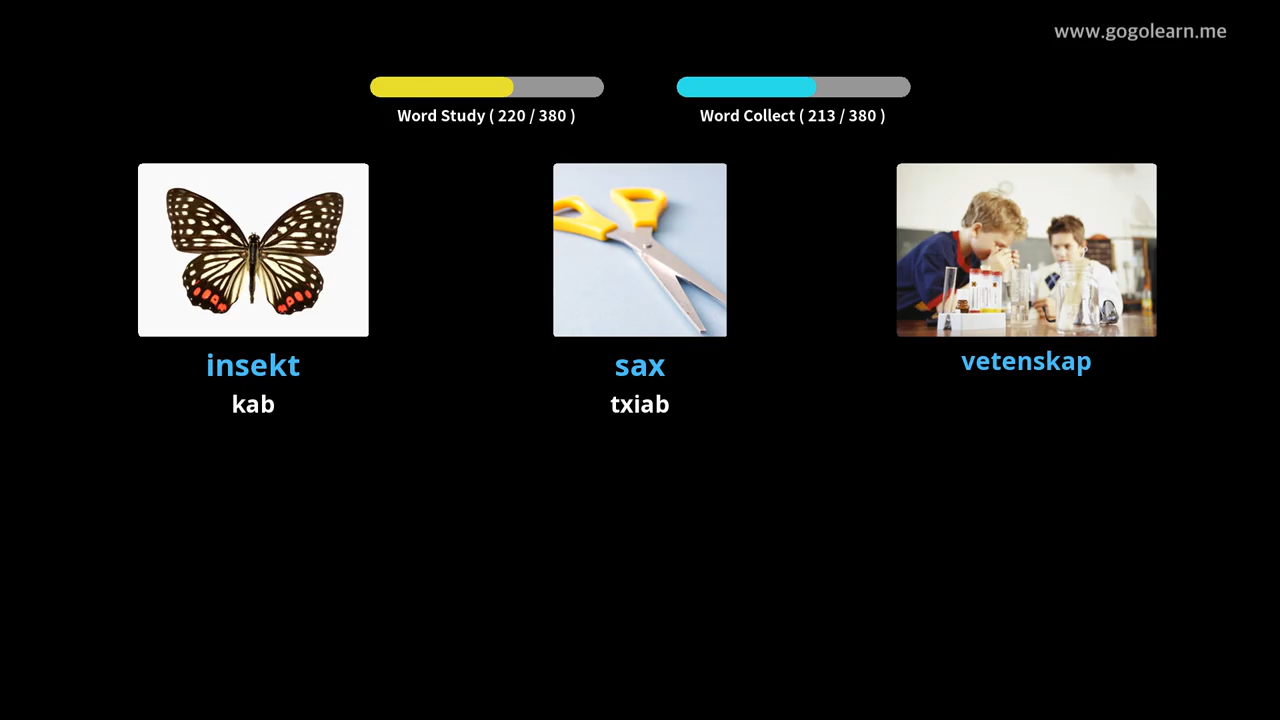 www.gogolearn.me
Word Study ( 220 / 380 )
Word Collect ( 213 / 380 )
insekt
kab
sax
txiab
vetenskap